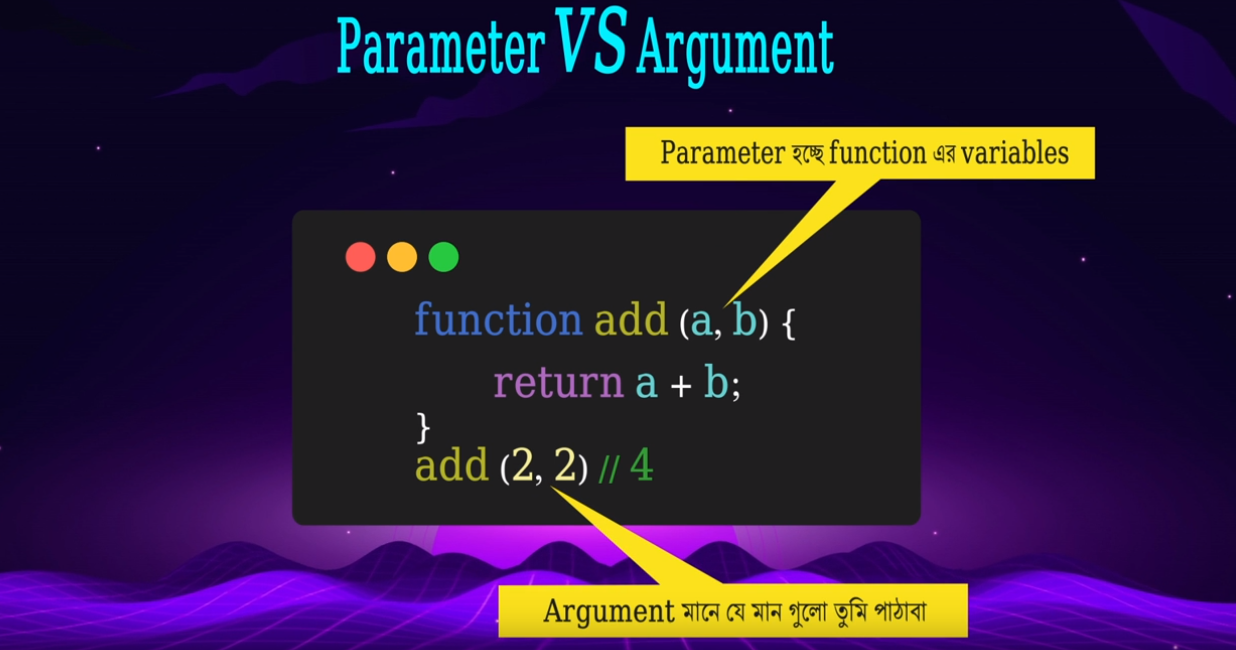 Parameter VS Argument
Parameter হচ্ছে function এর variables
function add (a, b) {
return a + b;
}
add (2, 2) // 4
Argument মানে যে মান গুলো তুমি পাঠাবা